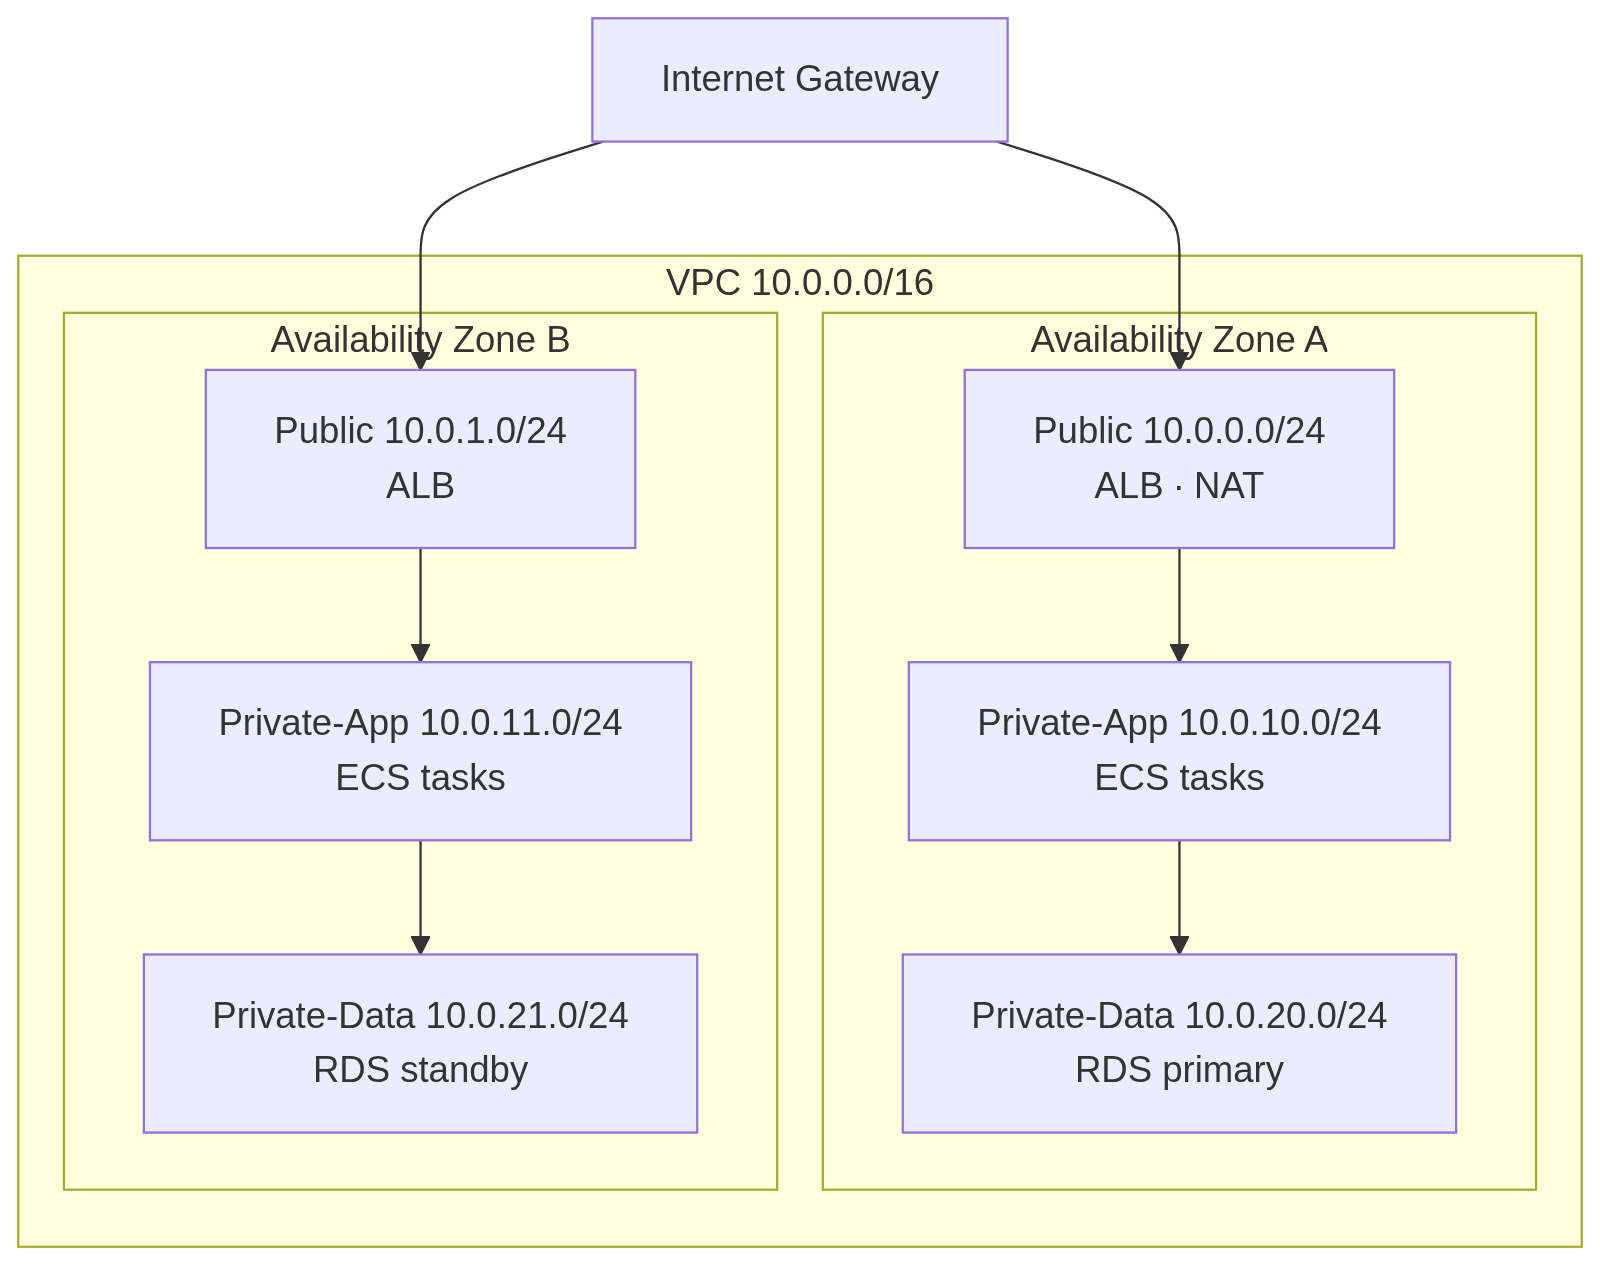 Internet Gateway
VPC 10.0.0.0/16
Availability Zone B
Public 10.0.1.0/24
ALB
Private-App 10.0.11.0/24
ECS tasks
Private-Data 10.0.21.0/24
RDS standby
Availability Zone A
Public 10.0.0.0/24
ALB · NAT
Private-App 10.0.10.0/24
ECS tasks
Private-Data 10.0.20.0/24
RDS primary